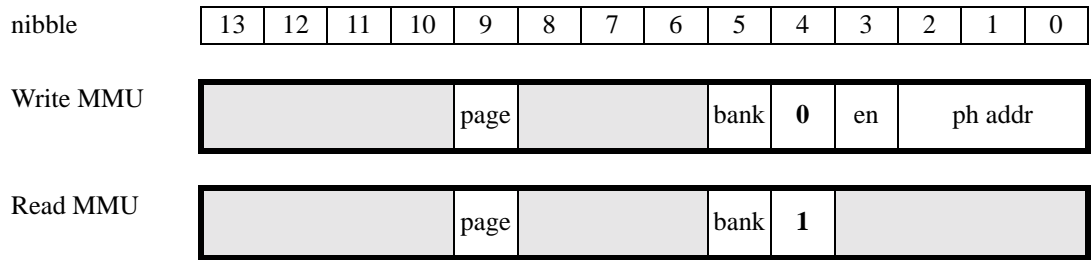 nibble 13 12 11 10 9 8 7 6 5 4 3 2 1 0
Write MMU page bank 0 en ph addr
Read MMU page bank 1